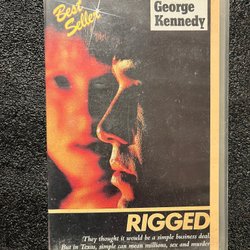 Best
Seller
George
Kennedy
RIGGED
They thought it would be a simple business deal
But in Texas, simple can mean millions, sex and murder